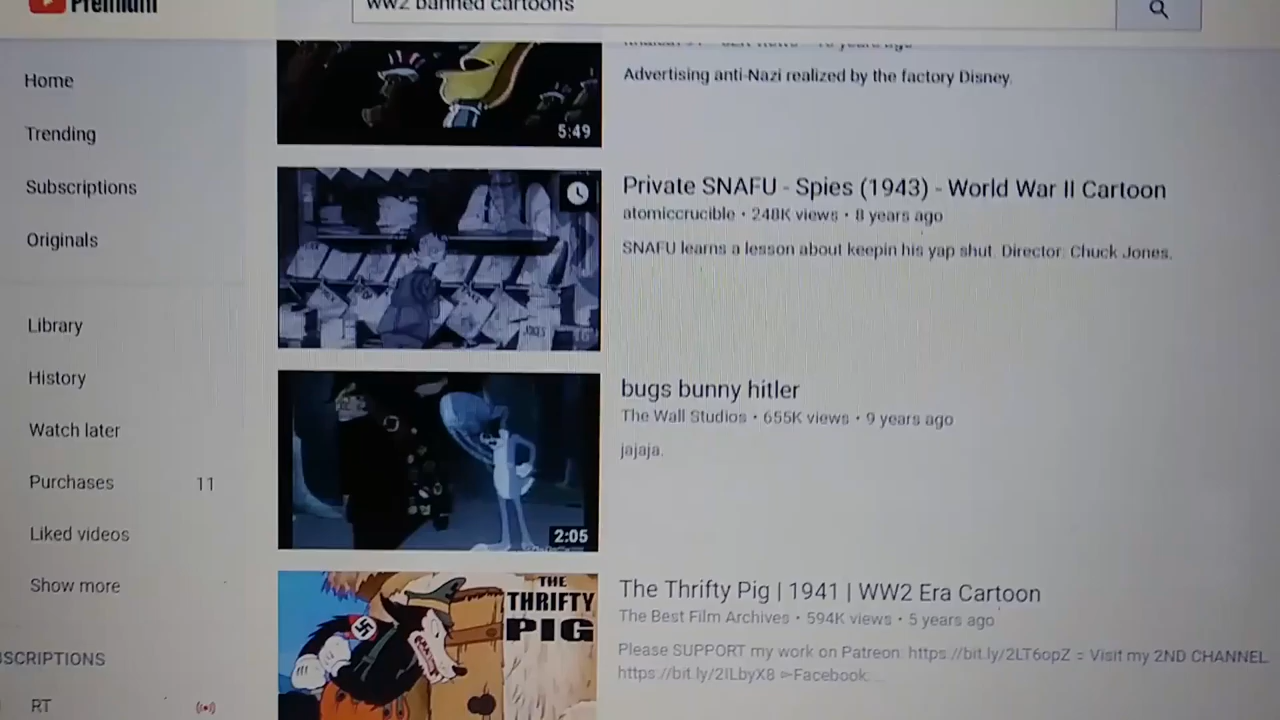 Premium
ww2 banned cartoons
Home
Trending
Subscriptions
Originals
Library
History
Watch later
Purchases 11
Liked videos
Show more
SCRIPTIONS
RT
years ago
Advertising anti-Nazi realized by the factory Disney.
5:49
Private SNAFU - Spies (1943) - World War II Cartoon
atomiccrucible • 248K views • 8 years ago
SNAFU learns a lesson about keepin his yap shut. Director: Chuck Jones.
JOKES
bugs bunny hitler
The Wall Studios • 655K views • 9 years ago
jajaja.
2:05
THE
THRIFTY
PIG
The Thrifty Pig | 1941 | WW2 Era Cartoon
The Best Film Archives • 594K views • 5 years ago
Please SUPPORT my work on Patreon: https://bit.ly/2LT6opZ = Visit my 2ND CHANNEL
https://bit.ly/2ILbyX8 ►Facebook: ...